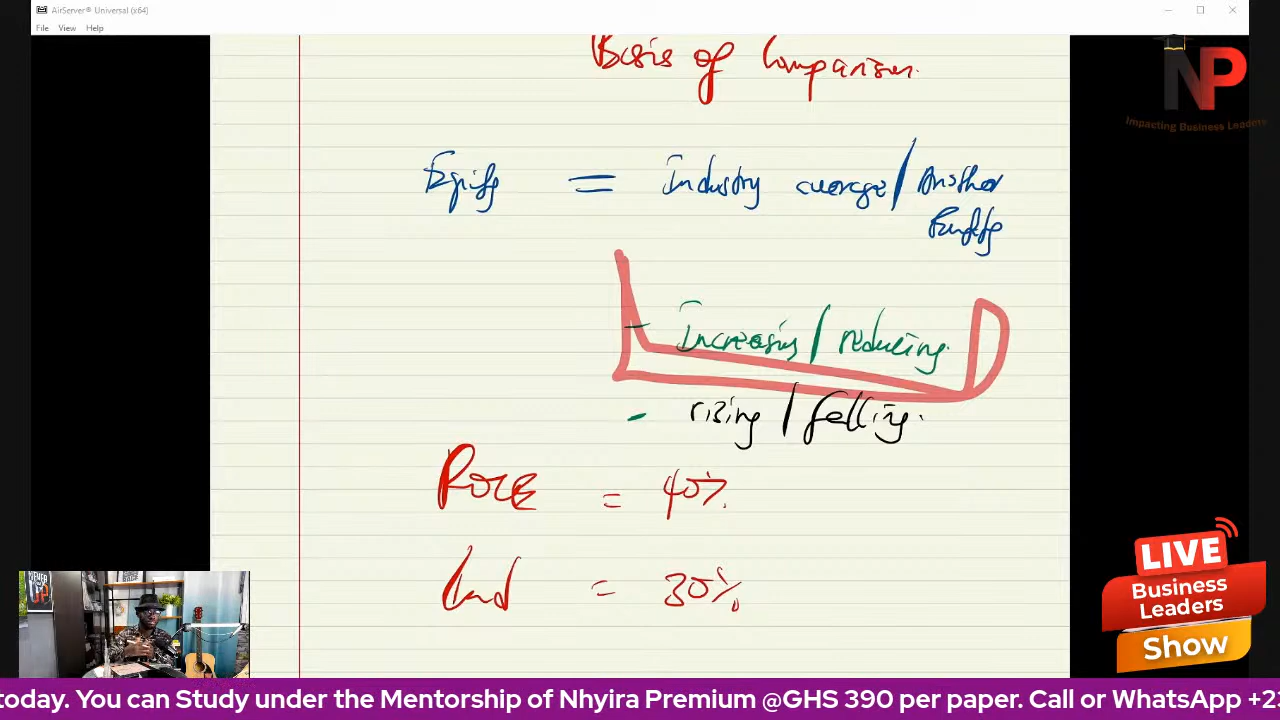 AirServer® Universal (x64)
File View Help
Basis of Comparison
NP
Impacting Business Leaders
= Industry average / Another
- Increasing / reducing.
- rising / falling.
ROCE = 40%
Ind = 30%
LIVE
Business
Leaders
Show
today. You can Study under the Mentorship of Nhyira Premium @GHS 390 per paper. Call or WhatsApp +23